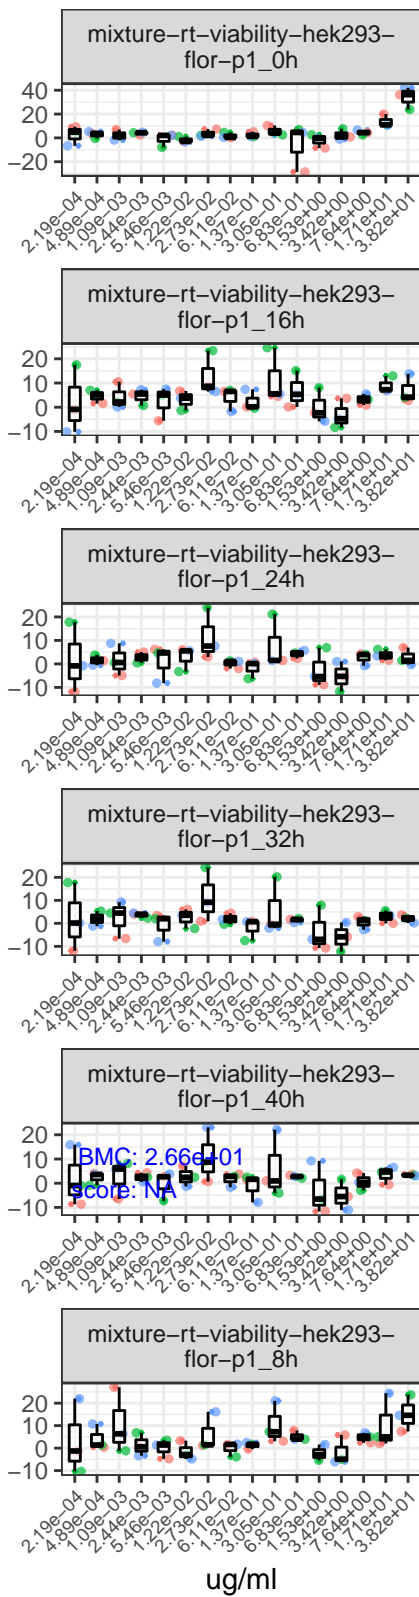 mixture−rt−viability−hek293−
flor−p1_0h
40
20
0
−20
2.19e−04
4.89e−04
1.09e−03
2.44e−03
5.46e−03
1.22e−02
2.73e−02
6.11e−02
1.37e−01
3.05e−01
6.83e−01
1.53e+00
3.42e+00
7.64e+00
1.71e+01
3.82e+01
mixture−rt−viability−hek293−
flor−p1_16h
20
10
0
−10
2.19e−04
4.89e−04
1.09e−03
2.44e−03
5.46e−03
1.22e−02
2.73e−02
6.11e−02
1.37e−01
3.05e−01
6.83e−01
1.53e+00
3.42e+00
7.64e+00
1.71e+01
3.82e+01
mixture−rt−viability−hek293−
flor−p1_24h
20
10
0
−10
2.19e−04
4.89e−04
1.09e−03
2.44e−03
5.46e−03
1.22e−02
2.73e−02
6.11e−02
1.37e−01
3.05e−01
6.83e−01
1.53e+00
3.42e+00
7.64e+00
1.71e+01
3.82e+01
mixture−rt−viability−hek293−
flor−p1_32h
20
10
0
−10
2.19e−04
4.89e−04
1.09e−03
2.44e−03
5.46e−03
1.22e−02
2.73e−02
6.11e−02
1.37e−01
3.05e−01
6.83e−01
1.53e+00
3.42e+00
7.64e+00
1.71e+01
3.82e+01
mixture−rt−viability−hek293−
flor−p1_40h
20
10
0
−10
BMC: 2.66e+01
score: NA
2.19e−04
4.89e−04
1.09e−03
2.44e−03
5.46e−03
1.22e−02
2.73e−02
6.11e−02
1.37e−01
3.05e−01
6.83e−01
1.53e+00
3.42e+00
7.64e+00
1.71e+01
3.82e+01
mixture−rt−viability−hek293−
flor−p1_8h
20
10
0
−10
2.19e−04
4.89e−04
1.09e−03
2.44e−03
5.46e−03
1.22e−02
2.73e−02
6.11e−02
1.37e−01
3.05e−01
6.83e−01
1.53e+00
3.42e+00
7.64e+00
1.71e+01
3.82e+01
ug/ml